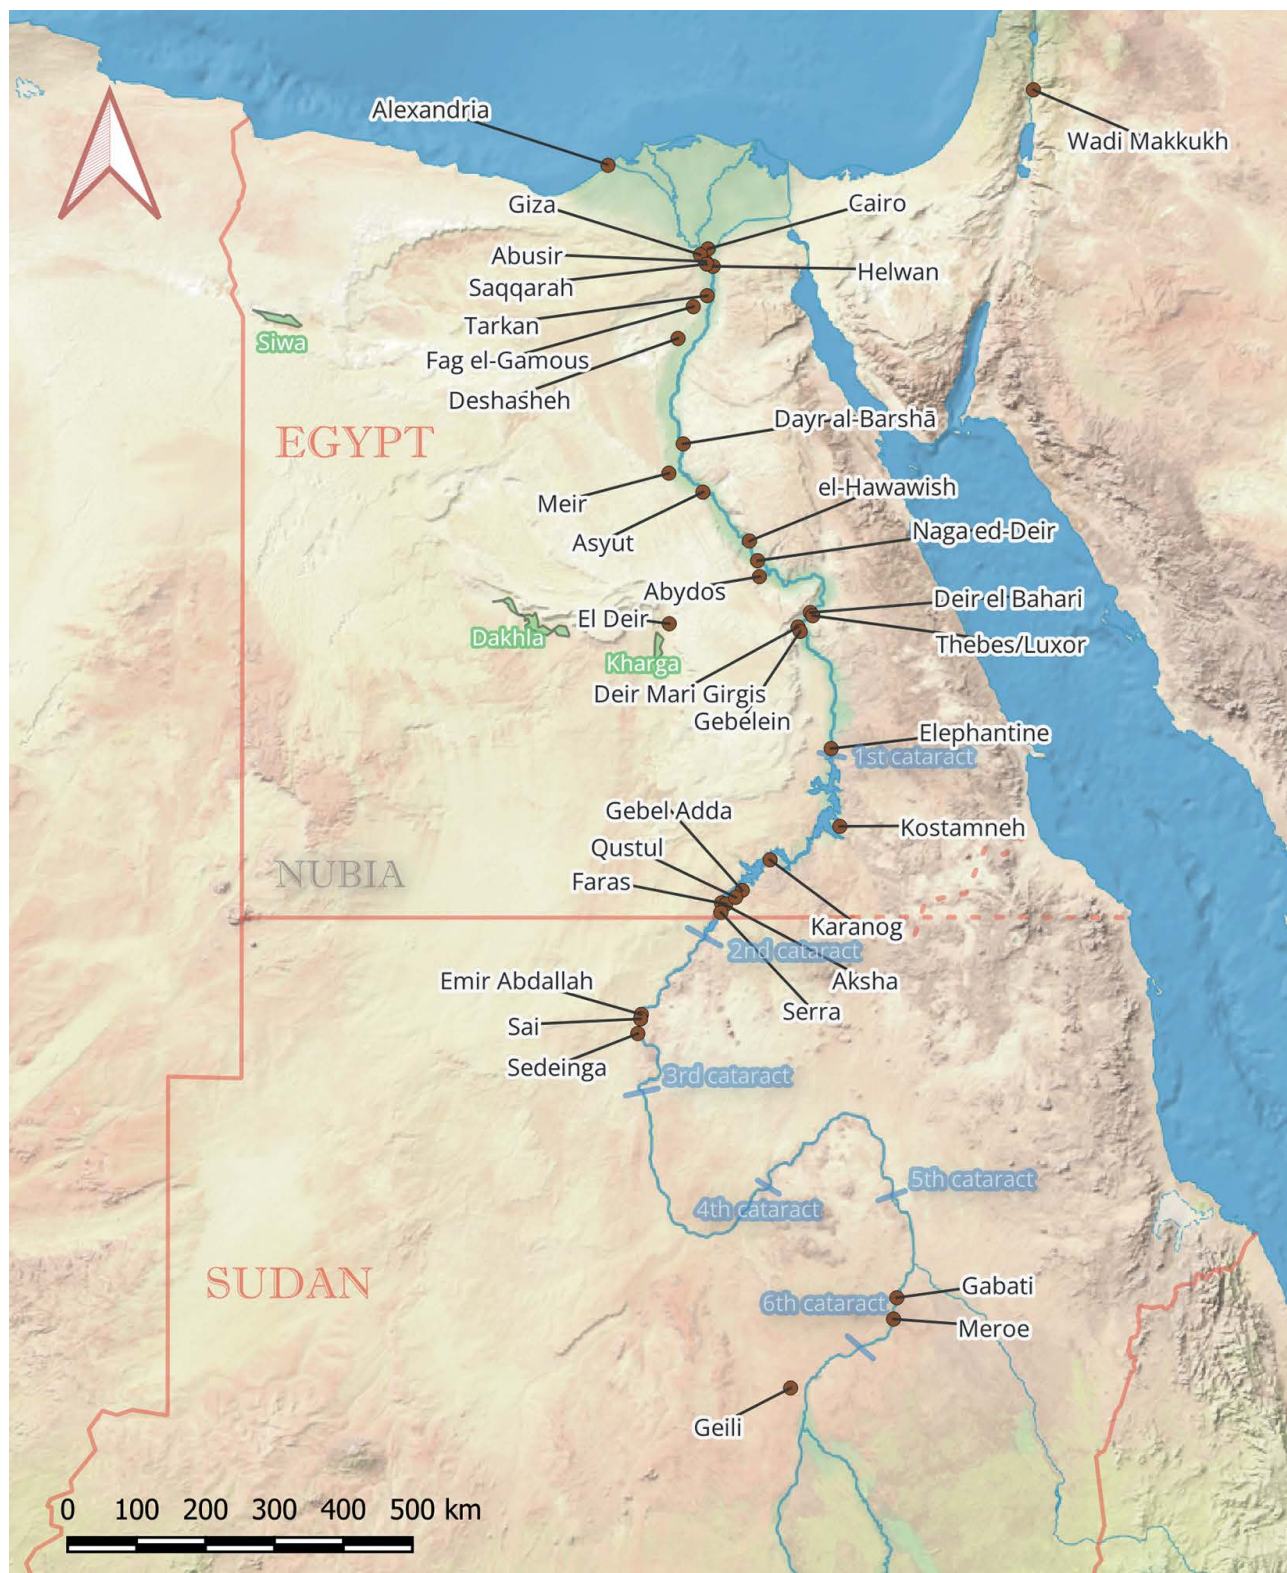 Alexandria
Wadi Makkukh
Giza
Cairo
Abusir
Helwan
Saqqarah
Tarkan
Siwa
Fag el-Gamous
Deshasheh
Dayr al-Barshā
EGYPT
el-Hawawish
Meir
Naga ed-Deir
Asyut
Abydos
Deir el Bahari
El Deir
Dakhla
Thebes/Luxor
Kharga
Deir Mari Girgis
Gebelein
Elephantine
1st cataract
Gebel Adda
Kostamneh
Qustul
NUBIA
Faras
Karanog
2nd cataract
Emir Abdallah
Aksha
Serra
Sai
Sedeinga
3rd cataract
5th cataract
4th cataract
SUDAN
Gabati
6th cataract
Meroe
Geili
0 100 200 300 400 500 km